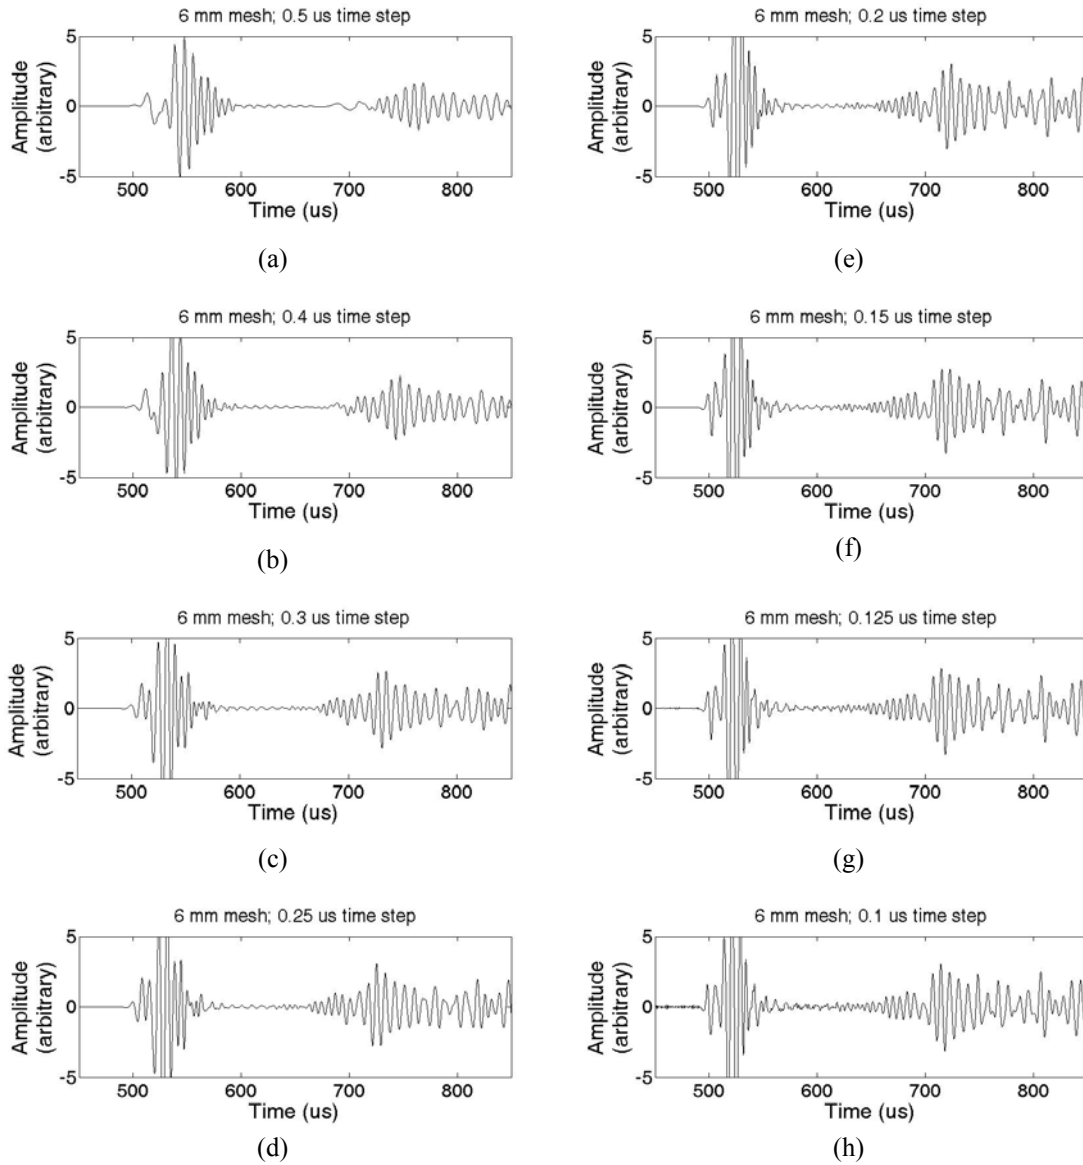 6 mm mesh; 0.5 us time step
5
0
-5
Amplitude
(arbitrary)
500 600 700 800
Time (us)
(a)
6 mm mesh; 0.4 us time step
5
0
-5
Amplitude
(arbitrary)
500 600 700 800
Time (us)
(b)
6 mm mesh; 0.3 us time step
5
0
-5
Amplitude
(arbitrary)
500 600 700 800
Time (us)
(c)
6 mm mesh; 0.25 us time step
5
0
-5
Amplitude
(arbitrary)
500 600 700 800
Time (us)
(d)
6 mm mesh; 0.2 us time step
5
0
-5
Amplitude
(arbitrary)
500 600 700 800
Time (us)
(e)
6 mm mesh; 0.15 us time step
5
0
-5
Amplitude
(arbitrary)
500 600 700 800
Time (us)
(f)
6 mm mesh; 0.125 us time step
5
0
-5
Amplitude
(arbitrary)
500 600 700 800
Time (us)
(g)
6 mm mesh; 0.1 us time step
5
0
-5
Amplitude
(arbitrary)
500 600 700 800
Time (us)
(h)